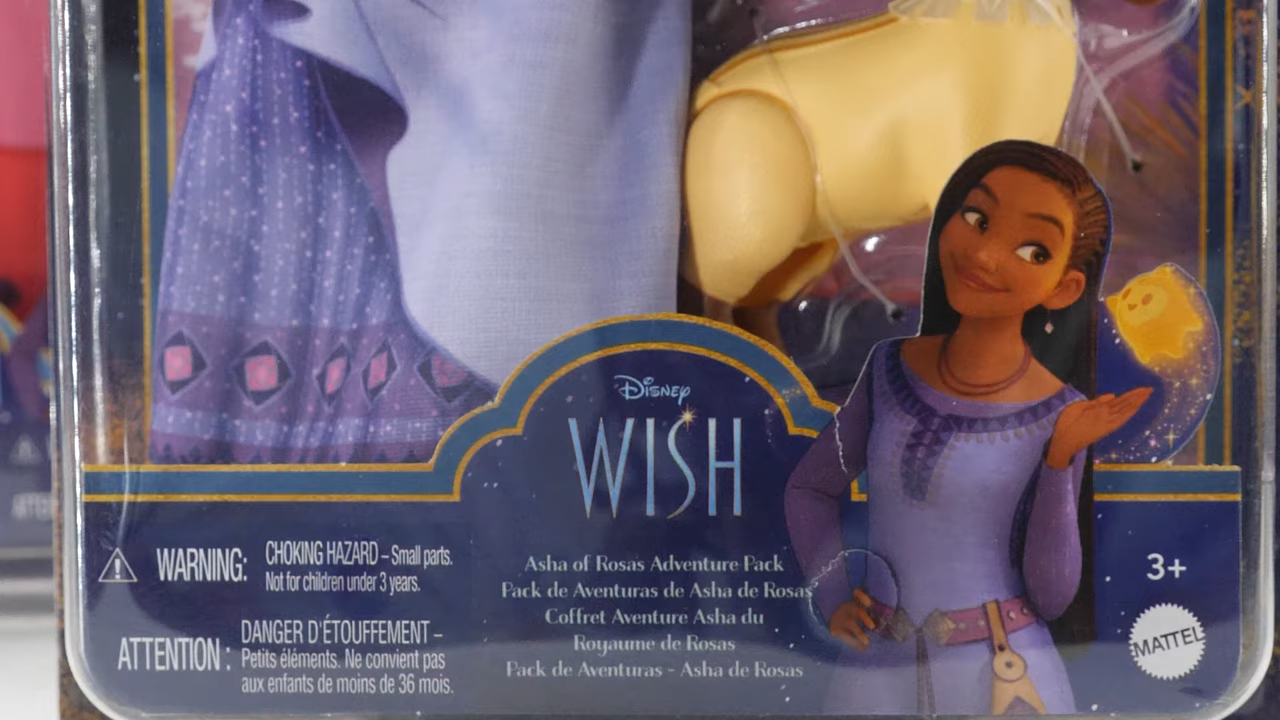 Disney
WISH
WARNING: CHOKING HAZARD – Small parts.
Not for children under 3 years.
ATTENTION : DANGER D'ÉTOUFFEMENT –
Petits éléments. Ne convient pas
aux enfants de moins de 36 mois.
Asha of Rosas Adventure Pack
Pack de Aventuras de Asha de Rosas
Coffret Aventure Asha du
Royaume de Rosas
Pack de Aventuras – Asha de Rosas
3+
MATTEL